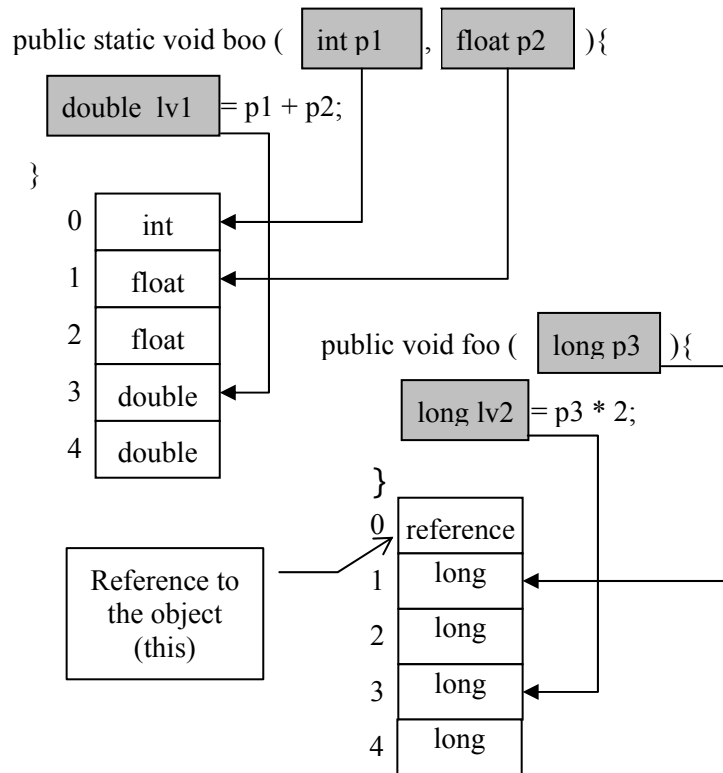 public static void boo ( int p1 , float p2 ){
double lv1 = p1 + p2;
}
0 int
1 float
2 float
3 double
4 double
public void foo ( long p3 ){
long lv2 = p3 * 2;
}
0 reference
1 long
2 long
3 long
4 long
Reference to
the object
(this)